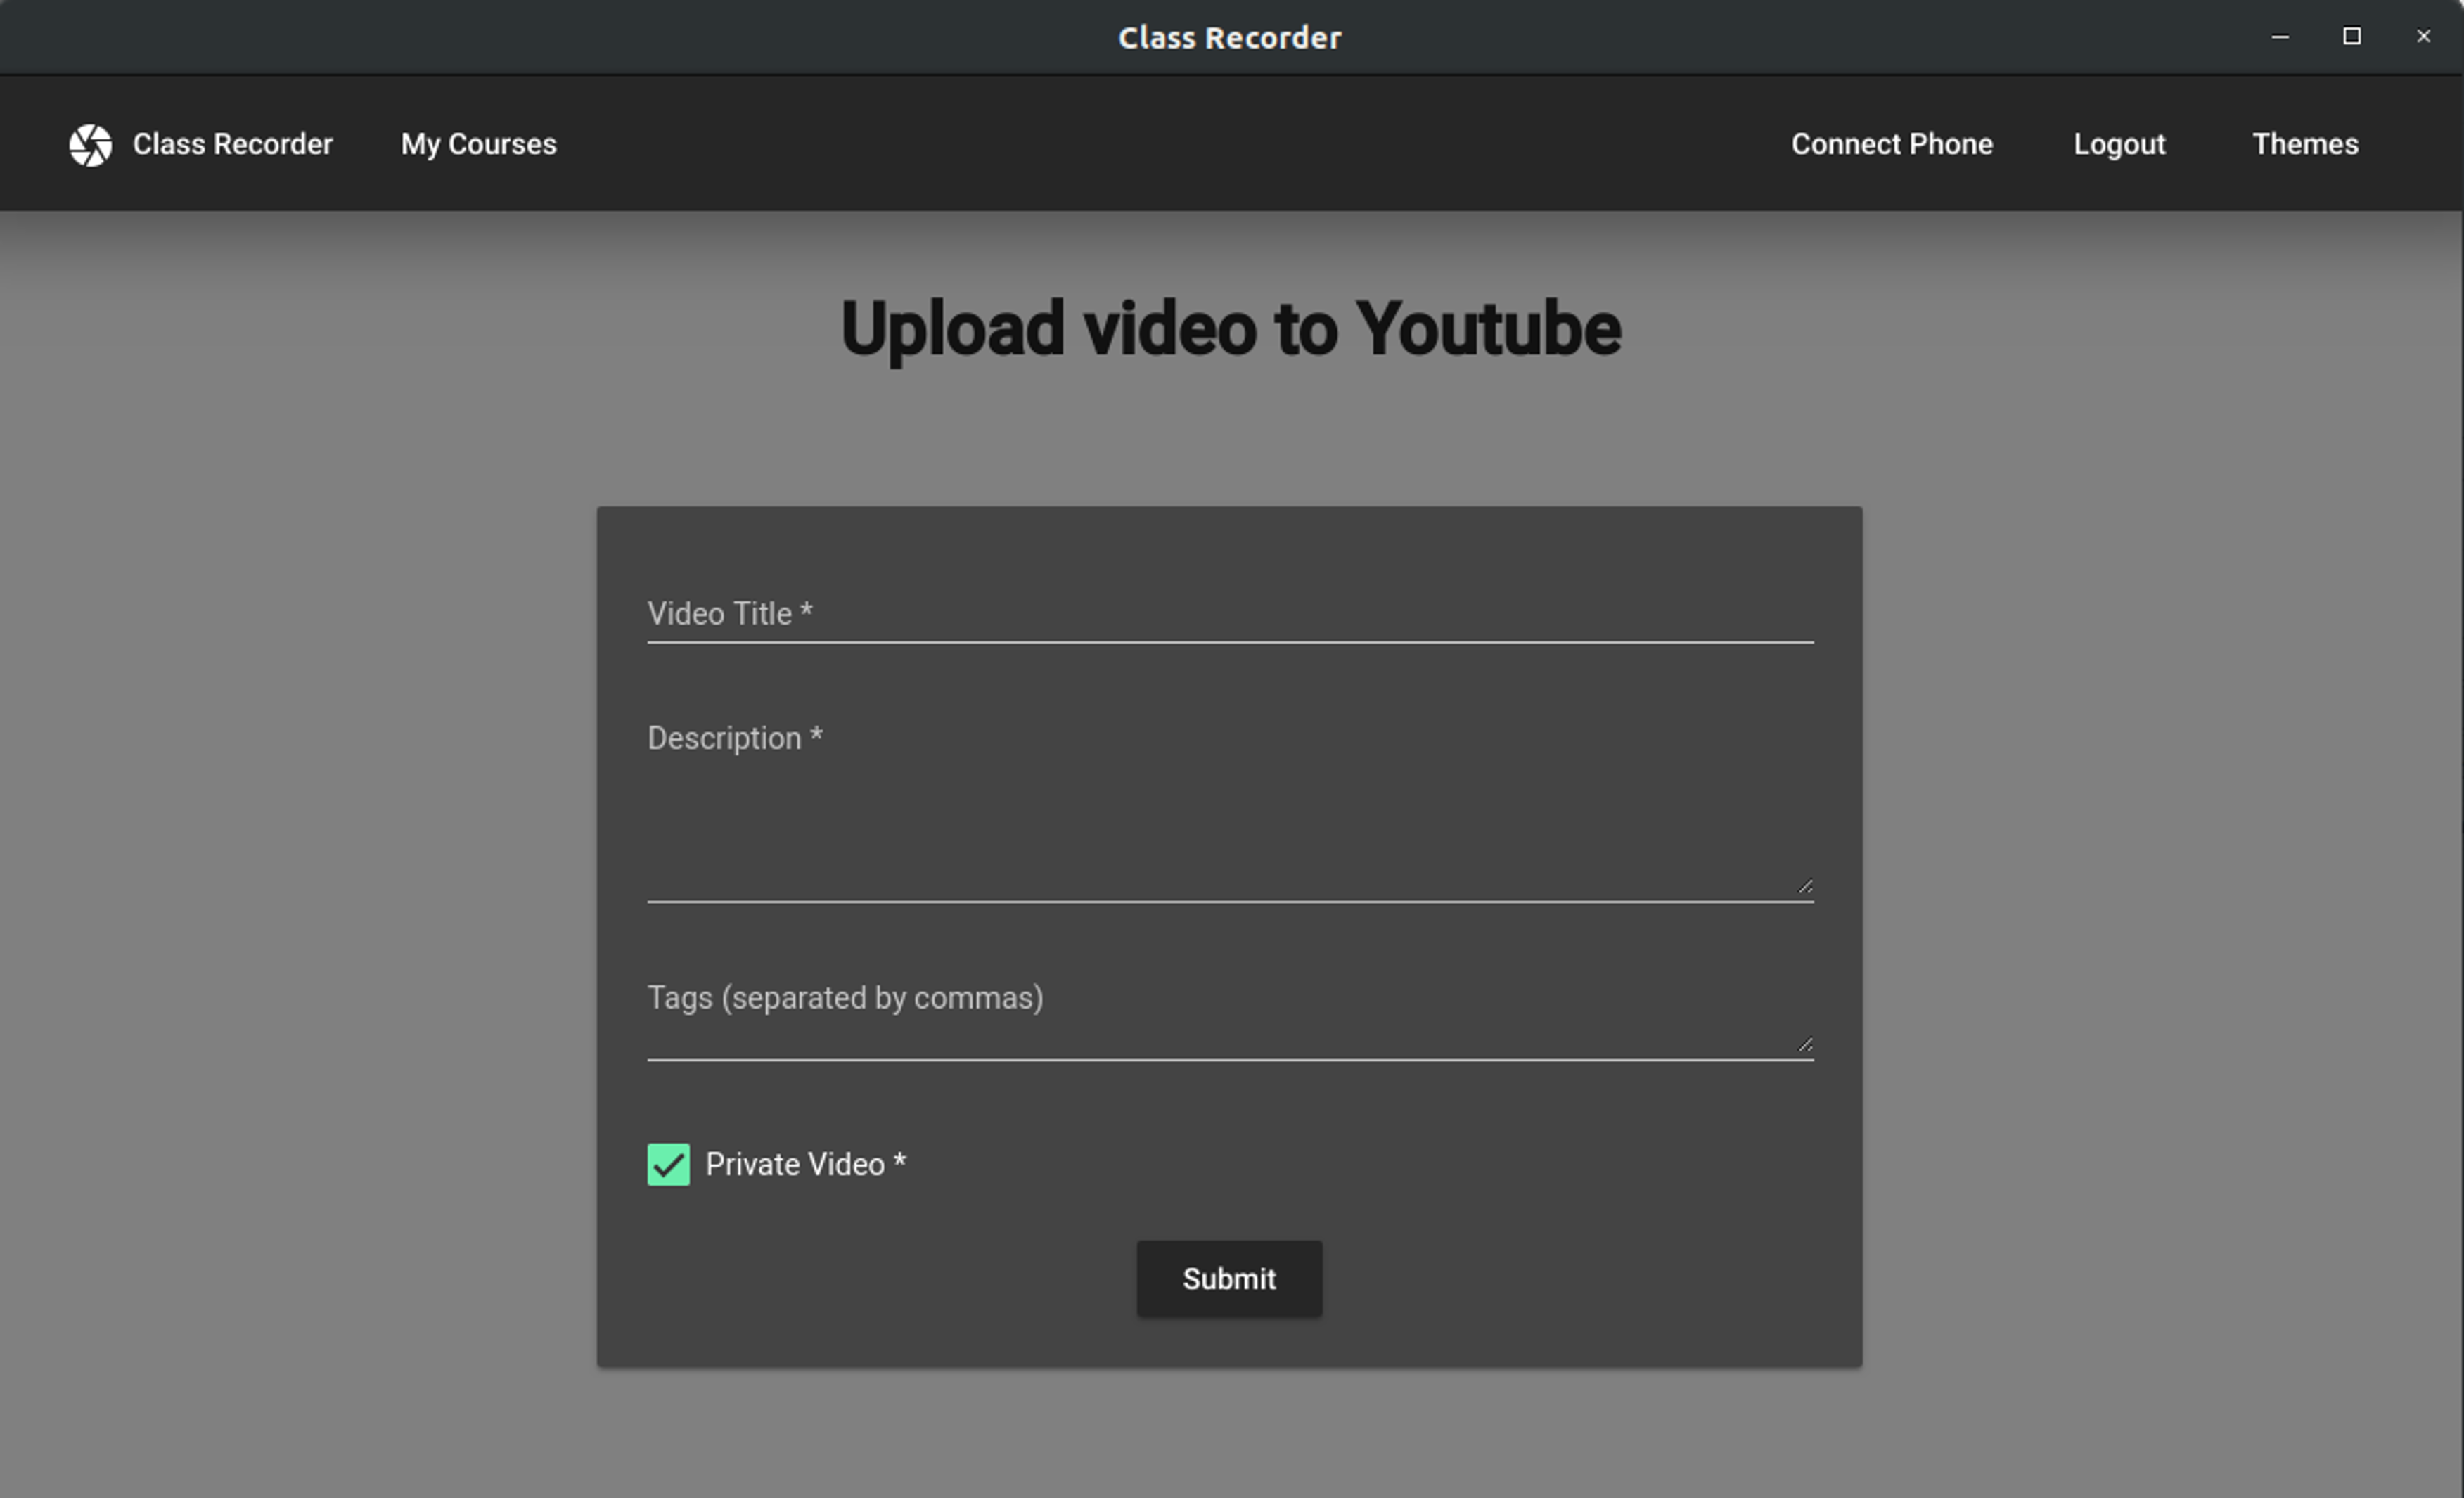 Class Recorder
Class Recorder My Courses Connect Phone Logout Themes
Upload video to Youtube
Video Title *
Description *
Tags (separated by commas)
Private Video *
Submit